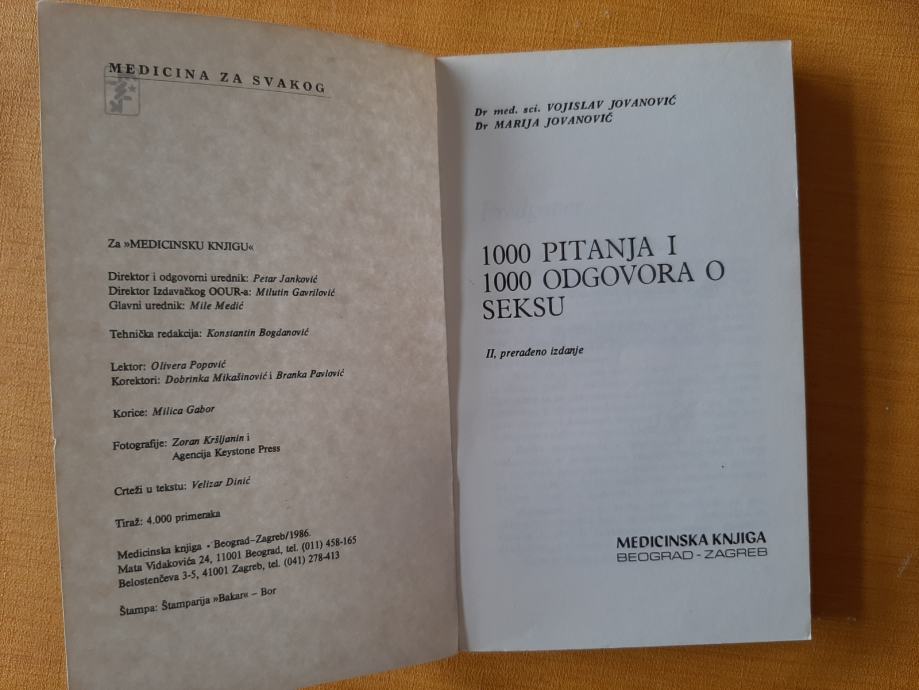 MEDICINA ZA SVAKOG
Za »MEDICINSKU KNJIGU«
Direktor i odgovorni urednik: Petar Janković
Direktor Izdavačkog OOUR-a: Milutin Gavrilović
Glavni urednik: Mile Medić
Tehnička redakcija: Konstantin Bogdanović
Lektor: Olivera Popović
Korektori: Dobrinka Mikašinović i Branka Pavlović
Korice: Milica Gabor
Fotografije: Zoran Kršljanin i
Agencija Keystone Press
Crteži u tekstu: Velizar Dinić
Tiraž: 4.000 primeraka
Medicinska knjiga • Beograd–Zagreb/1986.
Mata Vidakovića 24, 11001 Beograd, tel. (011) 458-165
Belostenčeva 3-5, 41001 Zagreb, tel. (041) 278-413
Štampa: Štamparija »Bakar« – Bor
Dr med. sci. VOJISLAV JOVANOVIĆ
Dr MARIJA JOVANOVIĆ
1000 PITANJA I
1000 ODGOVORA O
SEKSU
II, prerađeno izdanje
MEDICINSKA KNJIGA
BEOGRAD - ZAGREB